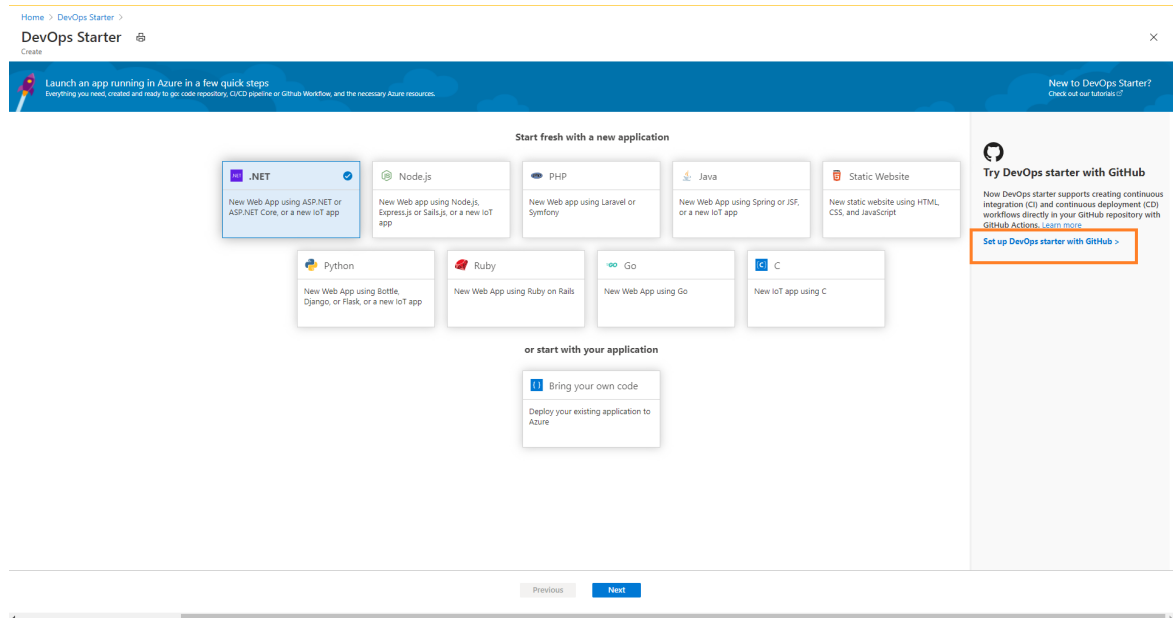 Home > DevOps Starter >
DevOps Starter
Create
Launch an app running in Azure in a few quick steps
Everything you need, created and ready to go: code repository, CI/CD pipeline or Github Workflow, and the necessary Azure resources.
New to DevOps Starter?
Check out our tutorials
Start fresh with a new application
.NET
New Web App using ASP.NET or
ASP.NET Core, or a new IoT app
Node.js
New Web App using Node.js,
Express.js or Sails.js, or a new IoT
app
PHP
New Web app using Laravel or
Symfony
Java
New Web App using Spring or JSF,
or a new IoT app
Static Website
New static website using HTML,
CSS, and JavaScript
Python
New Web App using Bottle,
Django, or Flask, or a new IoT app
Ruby
New Web App using Ruby on Rails
Go
New Web App using Go
C
New IoT app using C
or start with your application
Bring your own code
Deploy your existing application to
Azure
Try DevOps starter with GitHub
Now DevOps starter supports creating continuous
integration (CI) and continuous deployment (CD)
workflows directly in your GitHub repository with
GitHub Actions. Learn more
Set up DevOps starter with GitHub >
Previous
Next